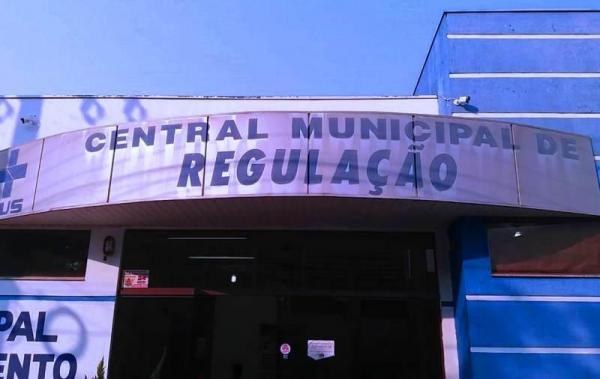 CENTRAL MUNICIPAL DE
REGULAÇÃO
US
PAL
ENTO